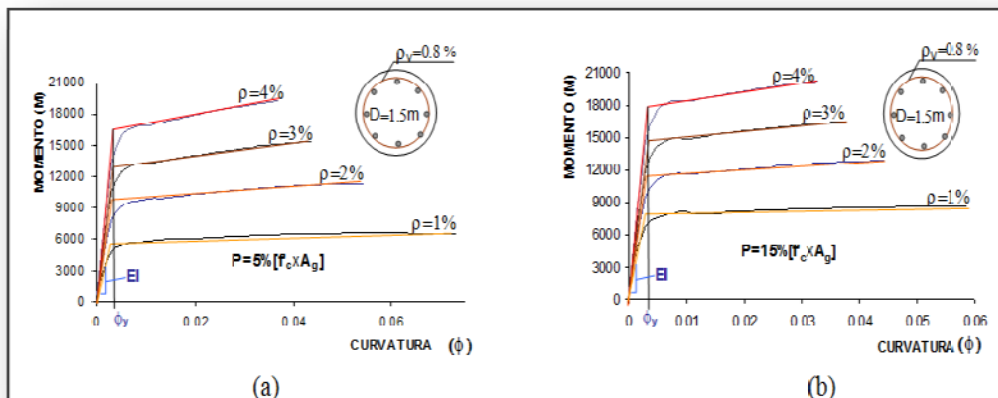 ρv=0.8 %
MOMENTO (M)
21000
18000
15000
12000
9000
6000
3000
0
ρ=4%
ρ=3%
ρ=2%
ρ=1%
D=1.5m
P=5%[f'cxAg]
EI
0
ϕy
0.02
0.04
0.06
CURVATURA (ϕ)
(a)
ρv=0.8 %
MOMENTO (M)
21000
18000
15000
12000
9000
6000
3000
0
ρ=4%
ρ=3%
ρ=2%
ρ=1%
D=1.5m
P=15%[f'cxAg]
EI
0
ϕy
0.01
0.02
0.03
0.04
0.05
0.06
CURVATURA (ϕ)
(b)